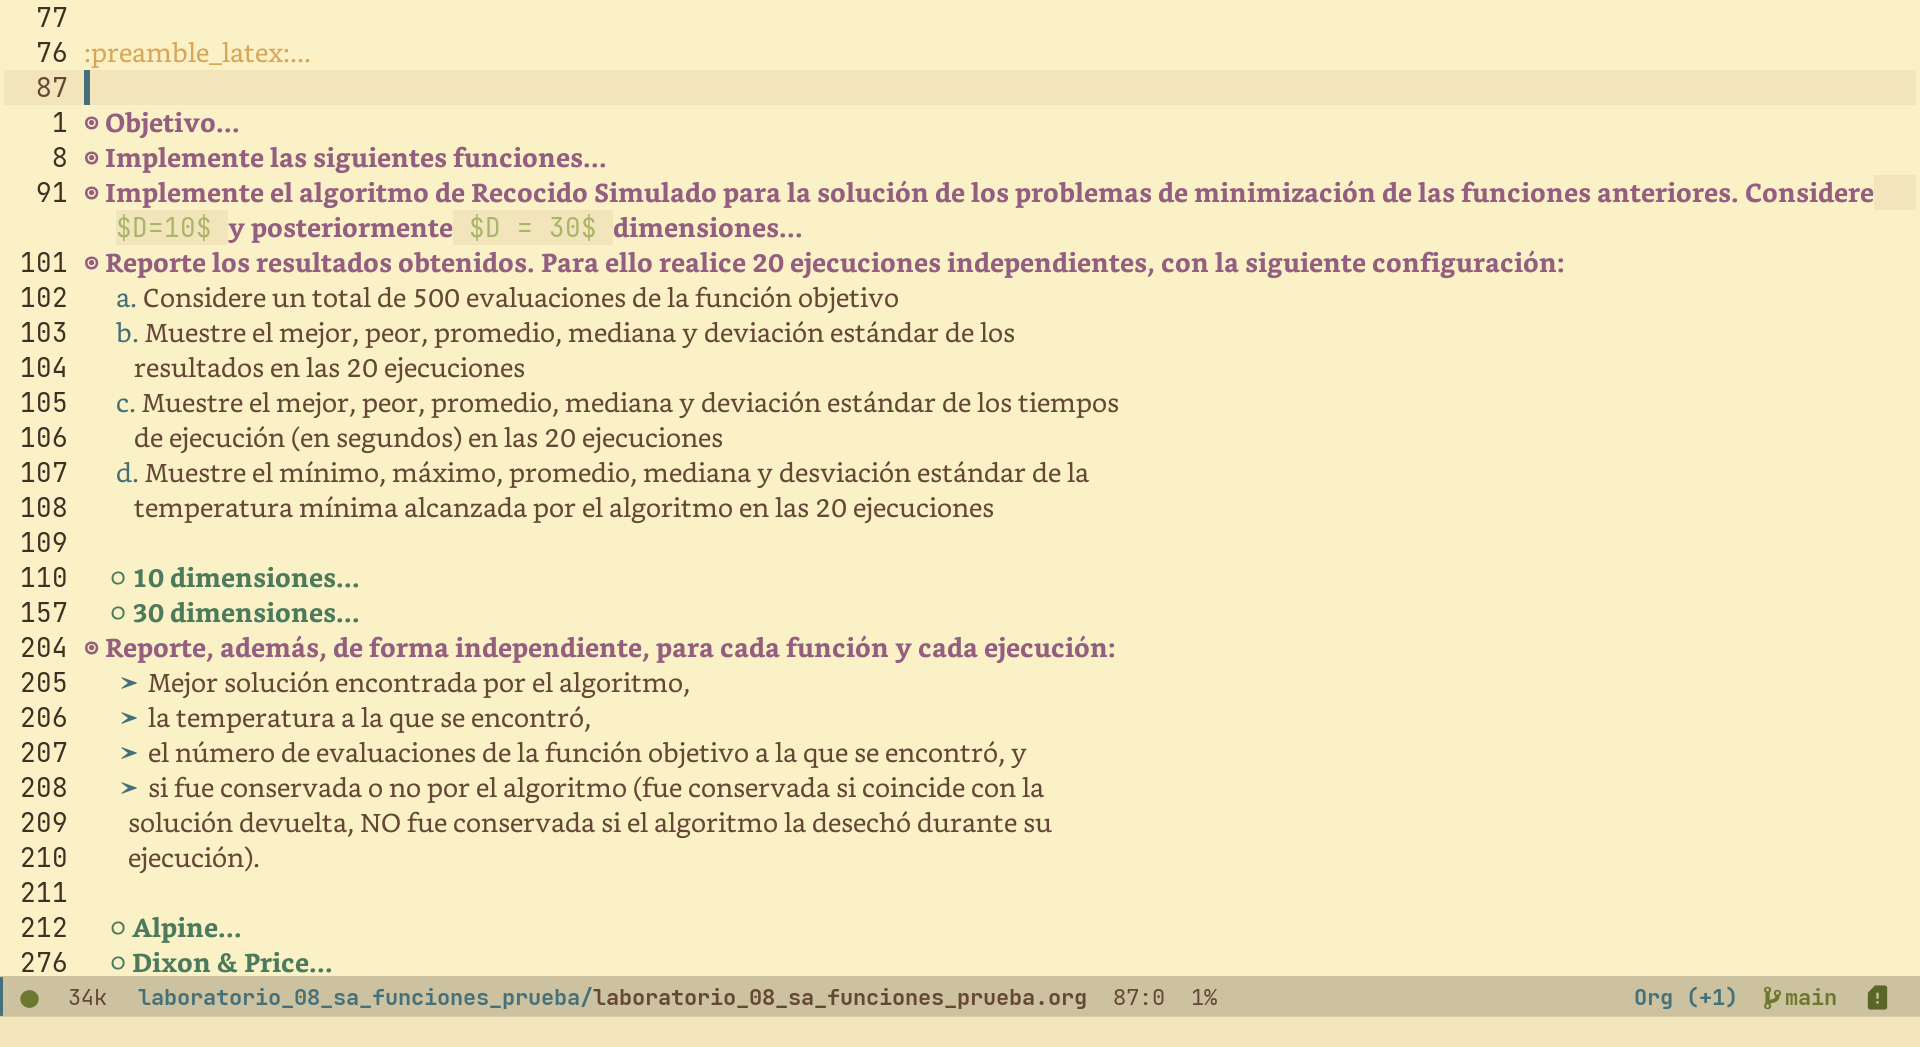 77
76 :preamble_latex:...
87
1 Objetivo...
8 Implemente las siguientes funciones...
91 Implemente el algoritmo de Recocido Simulado para la solución de los problemas de minimización de las funciones anteriores. Considere
$D=10$ y posteriormente $D = 30$ dimensiones...
101 Reporte los resultados obtenidos. Para ello realice 20 ejecuciones independientes, con la siguiente configuración:
102 a. Considere un total de 500 evaluaciones de la función objetivo
103 b. Muestre el mejor, peor, promedio, mediana y deviación estándar de los
104 resultados en las 20 ejecuciones
105 c. Muestre el mejor, peor, promedio, mediana y deviación estándar de los tiempos
106 de ejecución (en segundos) en las 20 ejecuciones
107 d. Muestre el mínimo, máximo, promedio, mediana y desviación estándar de la
108 temperatura mínima alcanzada por el algoritmo en las 20 ejecuciones
109
110 10 dimensiones...
157 30 dimensiones...
204 Reporte, además, de forma independiente, para cada función y cada ejecución:
205 ➤ Mejor solución encontrada por el algoritmo,
206 ➤ la temperatura a la que se encontró,
207 ➤ el número de evaluaciones de la función objetivo a la que se encontró, y
208 ➤ si fue conservada o no por el algoritmo (fue conservada si coincide con la
209 solución devuelta, NO fue conservada si el algoritmo la desechó durante su
210 ejecución).
211
212 Alpine...
276 Dixon & Price...
34k laboratorio_08_sa_funciones_prueba/laboratorio_08_sa_funciones_prueba.org 87:0 1% Org (+1) main